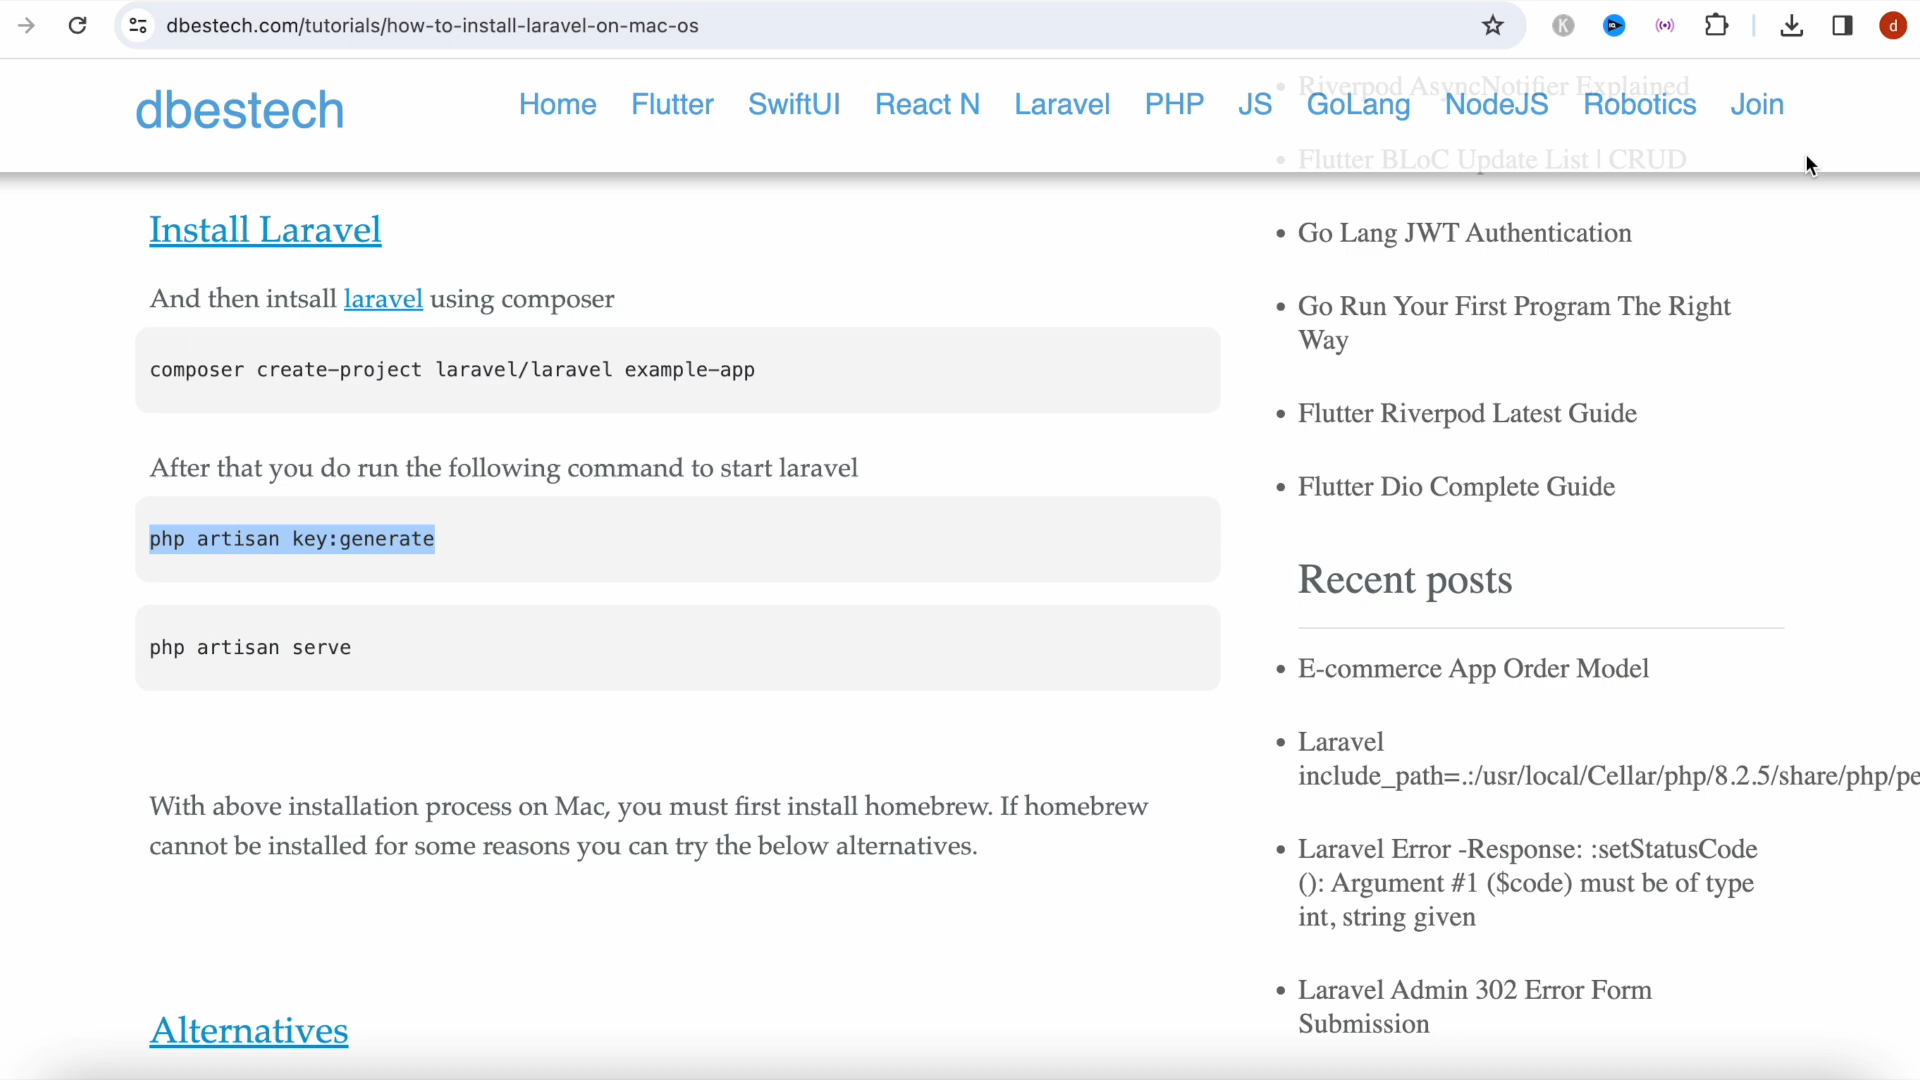 dbestech.com/tutorials/how-to-install-laravel-on-mac-os
K
d
dbestech
Home
Flutter
SwiftUI
React N
Laravel
PHP
JS
GoLang
NodeJS
Robotics
Join
• Riverpod AsyncNotifier Explained
• Flutter BLoC Update List | CRUD
Install Laravel
And then intsall laravel using composer
composer create-project laravel/laravel example-app
After that you do run the following command to start laravel
php artisan key:generate
php artisan serve
With above installation process on Mac, you must first install homebrew. If homebrew
cannot be installed for some reasons you can try the below alternatives.
Alternatives
• Go Lang JWT Authentication
• Go Run Your First Program The Right
Way
• Flutter Riverpod Latest Guide
• Flutter Dio Complete Guide
Recent posts
• E-commerce App Order Model
• Laravel
include_path=.:/usr/local/Cellar/php/8.2.5/share/php/pe
• Laravel Error -Response: :setStatusCode
(): Argument #1 ($code) must be of type
int, string given
• Laravel Admin 302 Error Form
Submission